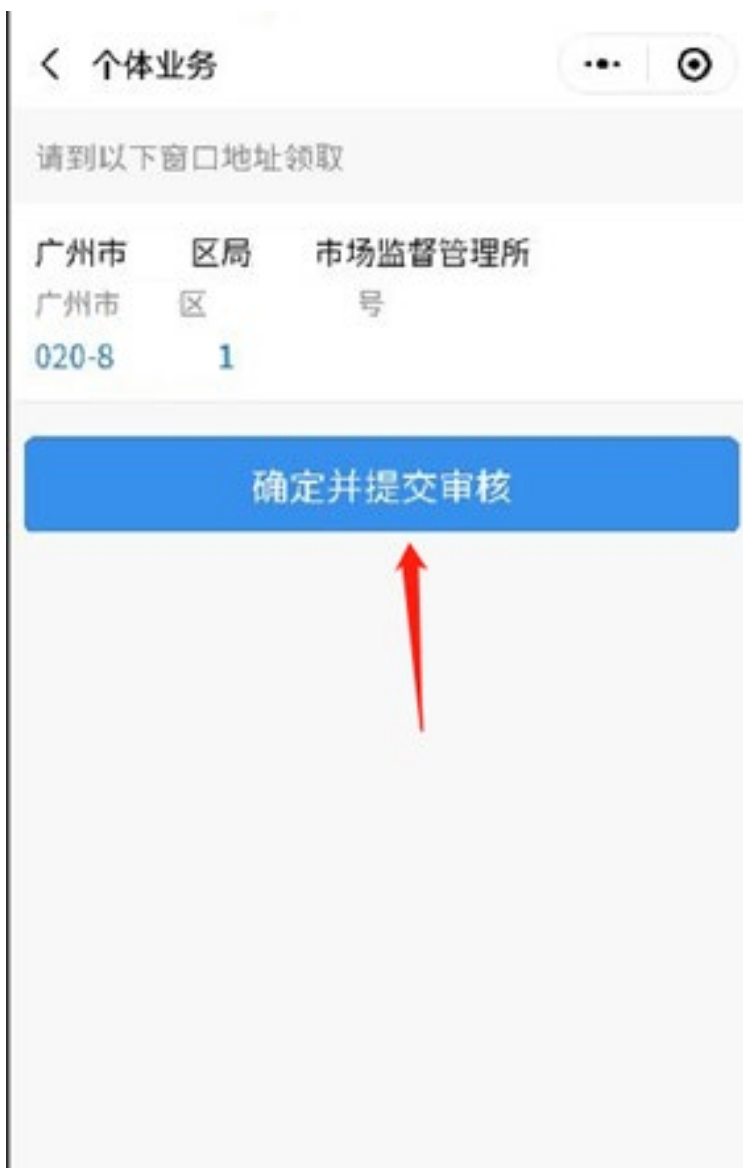 个体业务
请到以下窗口地址领取
广州市 区局 市场监督管理所
广州市 区 号
020-8 1
确定并提交审核